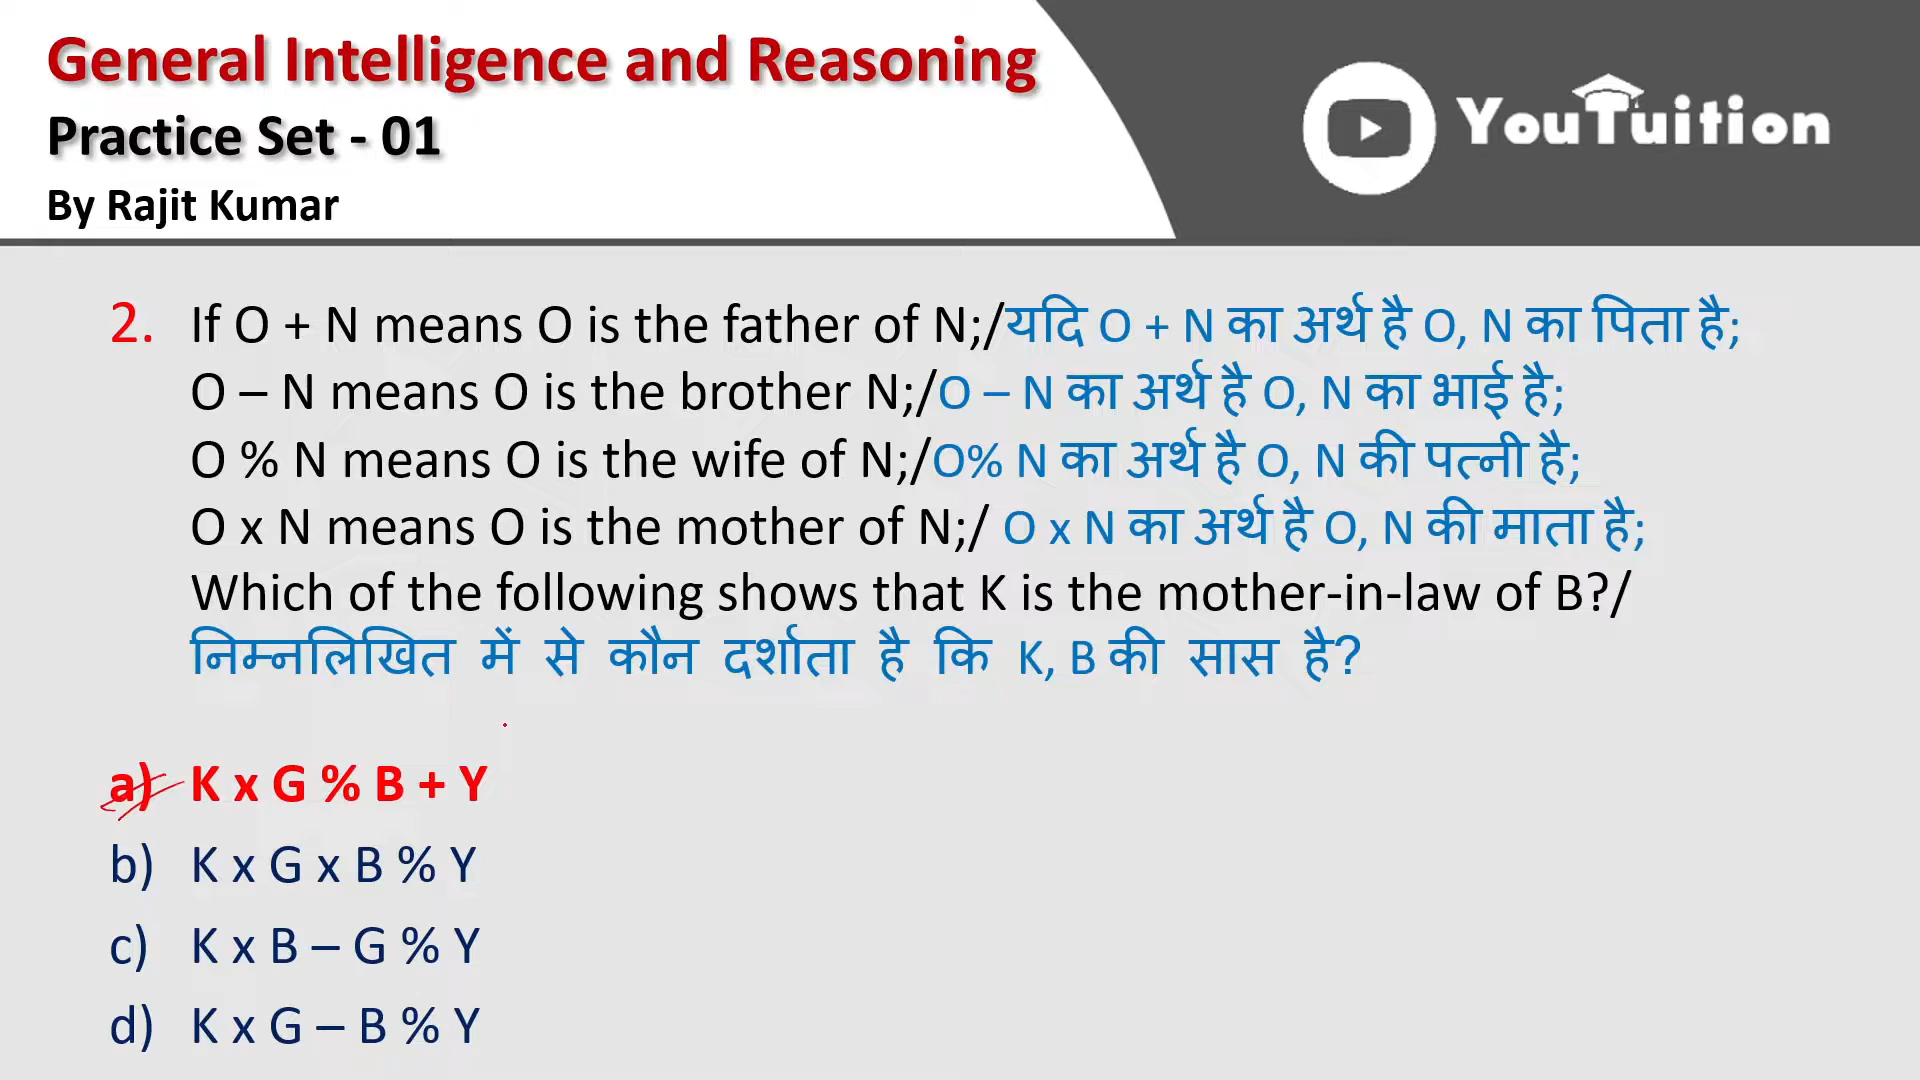 General Intelligence and Reasoning
Practice Set - 01
By Rajit Kumar
YouTuition
2. If O + N means O is the father of N;/यदि O + N का अर्थ है O, N का पिता है;
O – N means O is the brother N;/O – N का अर्थ है O, N का भाई है;
O % N means O is the wife of N;/O% N का अर्थ है O, N की पत्नी है;
O x N means O is the mother of N;/ O x N का अर्थ है O, N की माता है;
Which of the following shows that K is the mother-in-law of B?/
निम्नलिखित में से कौन दर्शाता है कि K, B की सास है?
a) K x G % B + Y
b) K x G x B % Y
c) K x B – G % Y
d) K x G – B % Y